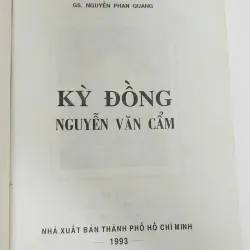 GS. NGUYỄN PHAN QUANG
KỲ ĐỒNG
NGUYỄN VĂN CẨM
NHÀ XUẤT BẢN THÀNH PHỐ HỒ CHÍ MINH
— 1993 —